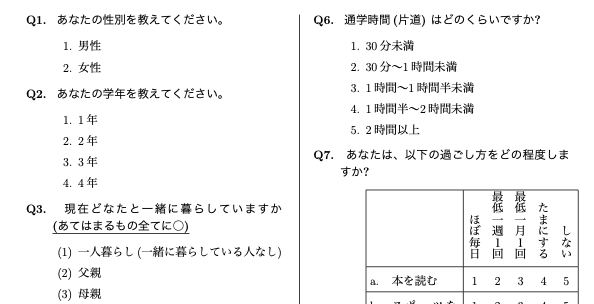 Q1. あなたの性別を教えてください。
1. 男性
2. 女性
Q2. あなたの学年を教えてください。
1. 1 年
2. 2 年
3. 3 年
4. 4 年
Q3. 現在どなたと一緒に暮らしていますか
(あてはまるもの全てに○)
(1) 一人暮らし (一緒に暮らしている人なし)
(2) 父親
(3) 母親
Q6. 通学時間 (片道) はどのくらいですか?
1. 30 分未満
2. 30 分〜1 時間未満
3. 1 時間〜1 時間半未満
4. 1 時間半〜2 時間未満
5. 2 時間以上
Q7. あなたは、以下の過ごし方をどの程度しま
すか?
ほぼ毎日
最低一週1回
最低一月1回
たまにする
しない
a. 本を読む 1 2 3 4 5